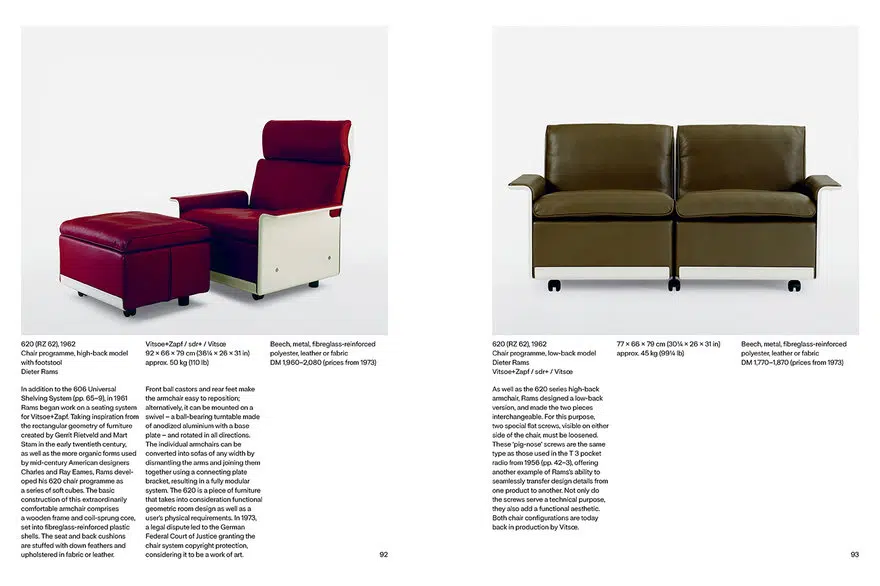 620 (RZ 62), 1962
Chair programme, high-back model
with footstool
Dieter Rams
Vitsoe+Zapf / sdr+ / Vitsœ
92 × 66 × 79 cm (36¼ × 26 × 31 in)
approx. 50 kg (110 lb)
Beech, metal, fibreglass-reinforced
polyester, leather or fabric
DM 1,960–2,080 (prices from 1973)
In addition to the 606 Universal
Shelving System (pp. 65–9), in 1961
Rams began work on a seating system
for Vitsoe+Zapf. Taking inspiration from
the rectangular geometry of furniture
created by Gerrit Rietveld and Mart
Stam in the early twentieth century,
as well as the more organic forms used
by mid-century American designers
Charles and Ray Eames, Rams devel-
oped his 620 chair programme as
a series of soft cubes. The basic
construction of this extraordinarily
comfortable armchair comprises
a wooden frame and coil-sprung core,
set into fibreglass-reinforced plastic
shells. The seat and back cushions
are stuffed with down feathers and
upholstered in fabric or leather.
Front ball castors and rear feet make
the armchair easy to reposition;
alternatively, it can be mounted on a
swivel – a ball-bearing turntable made
of anodized aluminium with a base
plate – and rotated in all directions.
The individual armchairs can be
converted into sofas of any width by
dismantling the arms and joining them
together using a connecting plate
bracket, resulting in a fully modular
system. The 620 is a piece of furniture
that takes into consideration functional
geometric room design as well as a
user's physical requirements. In 1973,
a legal dispute led to the German
Federal Court of Justice granting the
chair system copyright protection,
considering it to be a work of art.
92
620 (RZ 62), 1962
Chair programme, low-back model
Dieter Rams
Vitsoe+Zapf / sdr+ / Vitsœ
77 × 66 × 79 cm (30¼ × 26 × 31 in)
approx. 45 kg (99¼ lb)
Beech, metal, fibreglass-reinforced
polyester, leather or fabric
DM 1,770–1,870 (prices from 1973)
As well as the 620 series high-back
armchair, Rams designed a low-back
version, and made the two pieces
interchangeable. For this purpose,
two special flat screws, visible on either
side of the chair, must be loosened.
These 'pig-nose' screws are the same
type as those used in the T 3 pocket
radio from 1956 (pp. 42–3), offering
another example of Rams's ability to
seamlessly transfer design details from
one product to another. Not only do
the screws serve a technical purpose,
they also add a functional aesthetic.
Both chair configurations are today
back in production by Vitsœ.
93